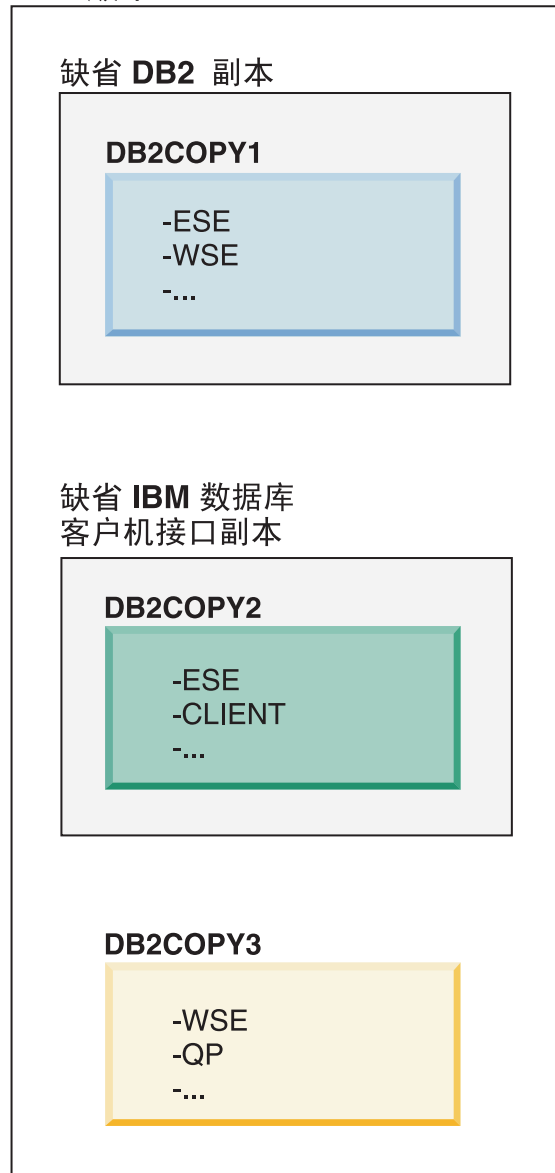 缺省 DB2 副本
DB2COPY1
-ESE
-WSE
-...
缺省 IBM 数据库
客户机接口副本
DB2COPY2
-ESE
-CLIENT
-...
DB2COPY3
-WSE
-QP
-...